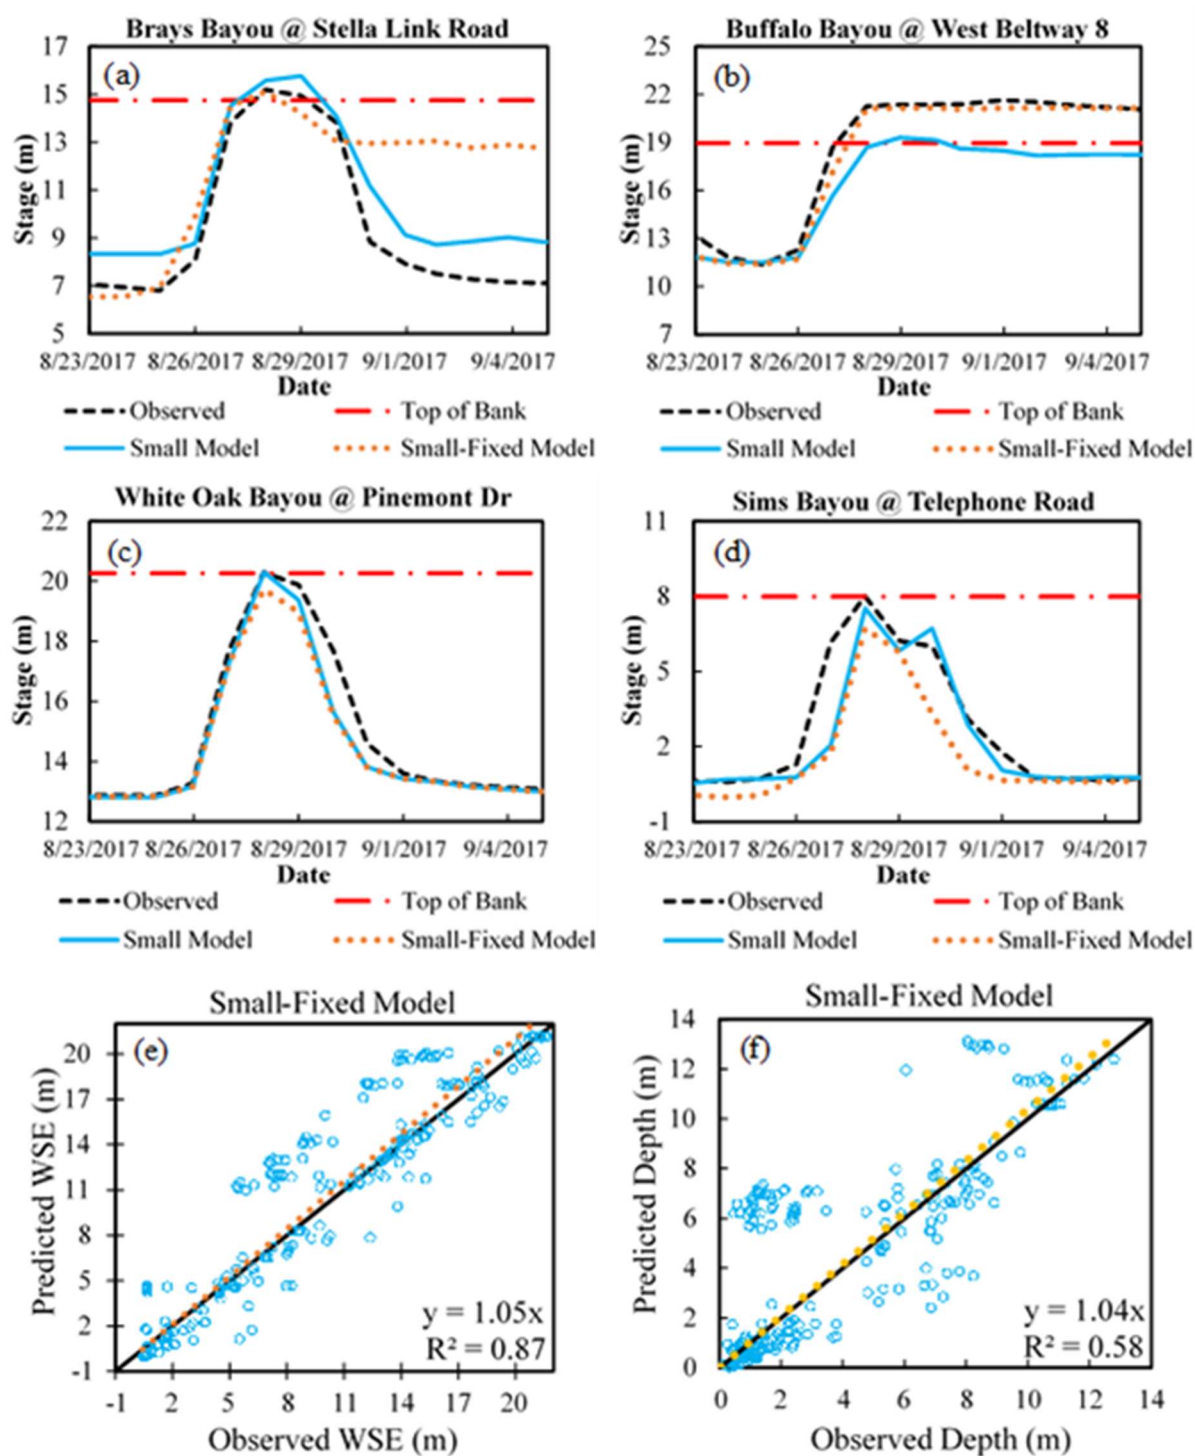 Brays Bayou @ Stella Link Road
(a)
Stage (m)
17
15
13
11
9
7
5
8/23/2017 8/26/2017 8/29/2017 9/1/2017 9/4/2017
Date
Observed Top of Bank
Small Model Small-Fixed Model
Buffalo Bayou @ West Beltway 8
(b)
Stage (m)
25
22
19
16
13
10
7
8/23/2017 8/26/2017 8/29/2017 9/1/2017 9/4/2017
Date
Observed Top of Bank
Small Model Small-Fixed Model
White Oak Bayou @ Pinemont Dr
(c)
Stage (m)
22
20
18
16
14
12
8/23/2017 8/26/2017 8/29/2017 9/1/2017 9/4/2017
Date
Observed Top of Bank
Small Model Small-Fixed Model
Sims Bayou @ Telephone Road
(d)
Stage (m)
11
8
5
2
-1
8/23/2017 8/26/2017 8/29/2017 9/1/2017 9/4/2017
Date
Observed Top of Bank
Small Model Small-Fixed Model
Small-Fixed Model
(e)
Predicted WSE (m)
20
17
14
11
8
5
2
-1
y = 1.05x
R² = 0.87
-1 2 5 8 11 14 17 20
Observed WSE (m)
Small-Fixed Model
(f)
Predicted Depth (m)
14
12
10
8
6
4
2
0
y = 1.04x
R² = 0.58
0 2 4 6 8 10 12 14
Observed Depth (m)